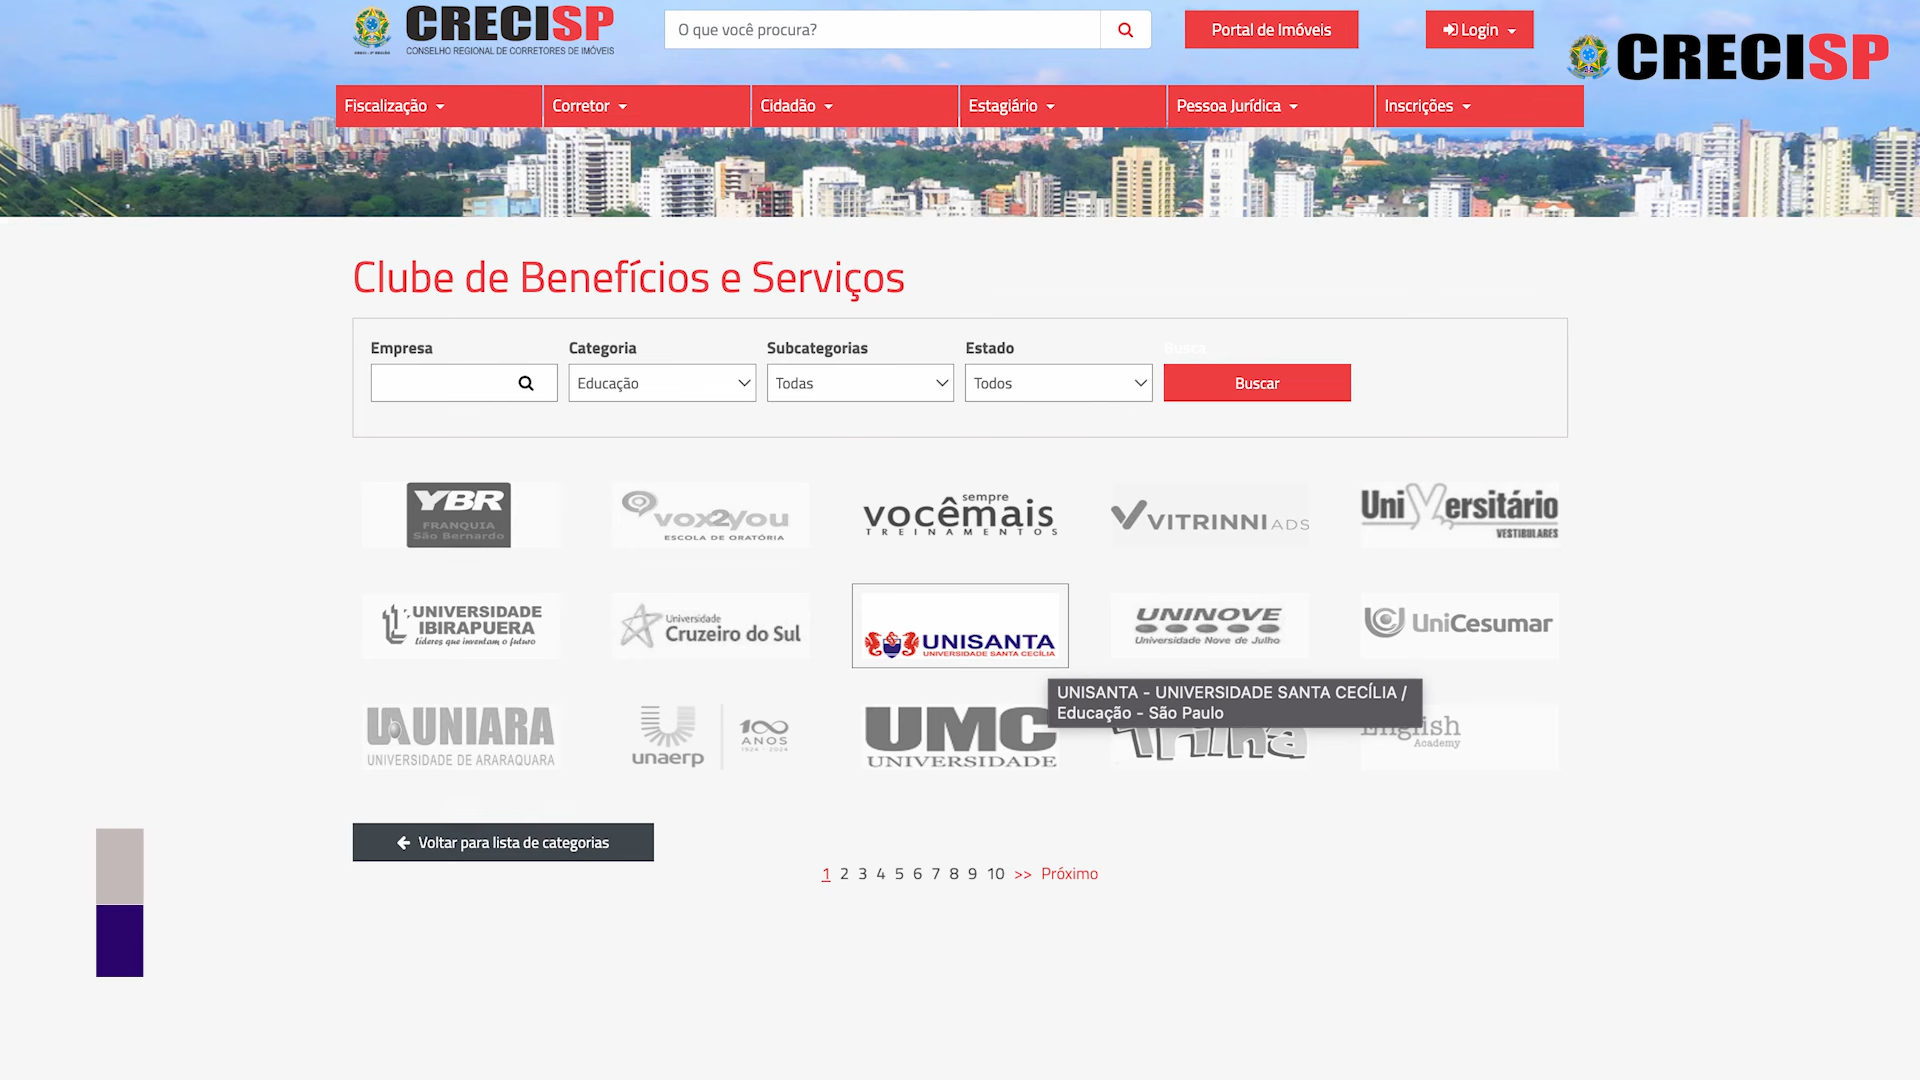 CRECISP
CONSELHO REGIONAL DE CORRETORES DE IMÓVEIS
O que você procura?
Portal de Imóveis
Login
CRECISP
Fiscalização
Corretor
Cidadão
Estagiário
Pessoa Jurídica
Inscrições
Clube de Benefícios e Serviços
Empresa
Categoria
Subcategorias
Estado
Busca
Educação
Todas
Todos
Buscar
YBR
FRANQUIA
São Bernardo
vox2you
ESCOLA DE ORATÓRIA
sempre
vocêmais
TREINAMENTOS
VITRINNI ADS
UniVersitário
VESTIBULARES
UNIVERSIDADE
IBIRAPUERA
Líderes que inventam o futuro
Universidade
Cruzeiro do Sul
UNISANTA
UNIVERSIDADE SANTA CECÍLIA
UNINOVE
Universidade Nove de Julho
UniCesumar
UNISANTA - UNIVERSIDADE SANTA CECÍLIA /
Educação - São Paulo
UNIARA
UNIVERSIDADE DE ARARAQUARA
unaerp
100
ANOS
1924 - 2024
UMC
UNIVERSIDADE
Trilha
English
Academy
Voltar para lista de categorias
1 2 3 4 5 6 7 8 9 10 >> Próximo